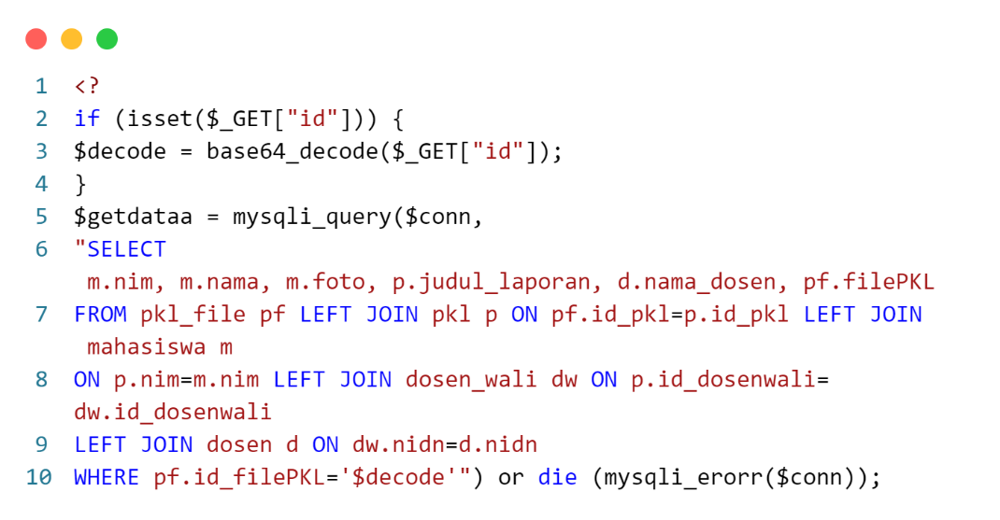 1 <?
2 if (isset($_GET["id"])) {
3 $decode = base64_decode($_GET["id"]);
4 }
5 $getdataa = mysqli_query($conn,
6 "SELECT
m.nim, m.nama, m.foto, p.judul_laporan, d.nama_dosen, pf.filePKL
7 FROM pkl_file pf LEFT JOIN pkl p ON pf.id_pkl=p.id_pkl LEFT JOIN
mahasiswa m
8 ON p.nim=m.nim LEFT JOIN dosen_wali dw ON p.id_dosenwali=
dw.id_dosenwali
9 LEFT JOIN dosen d ON dw.nidn=d.nidn
10 WHERE pf.id_filePKL='$decode'") or die (mysqli_erorr($conn));